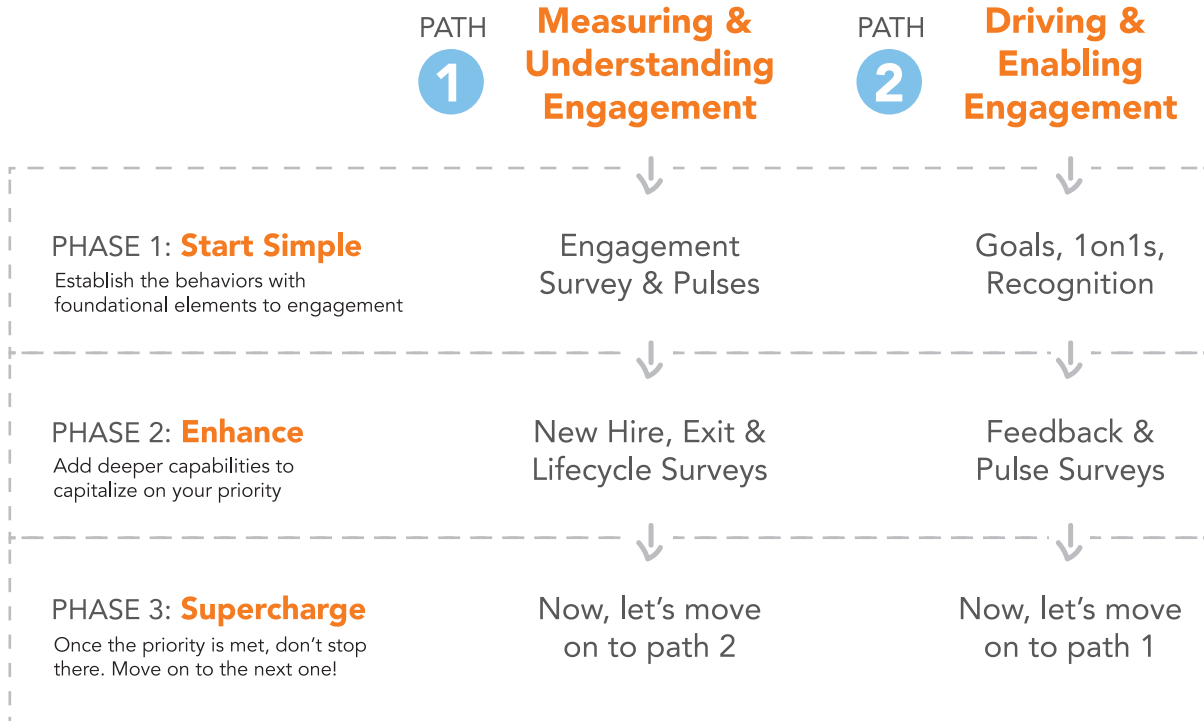 PATH
1
Measuring &
Understanding
Engagement
PATH
2
Driving &
Enabling
Engagement
PHASE 1: Start Simple
Establish the behaviors with
foundational elements to engagement
Engagement
Survey & Pulses
Goals, 1on1s,
Recognition
PHASE 2: Enhance
Add deeper capabilities to
capitalize on your priority
New Hire, Exit &
Lifecycle Surveys
Feedback &
Pulse Surveys
PHASE 3: Supercharge
Once the priority is met, don't stop
there. Move on to the next one!
Now, let's move
on to path 2
Now, let's move
on to path 1